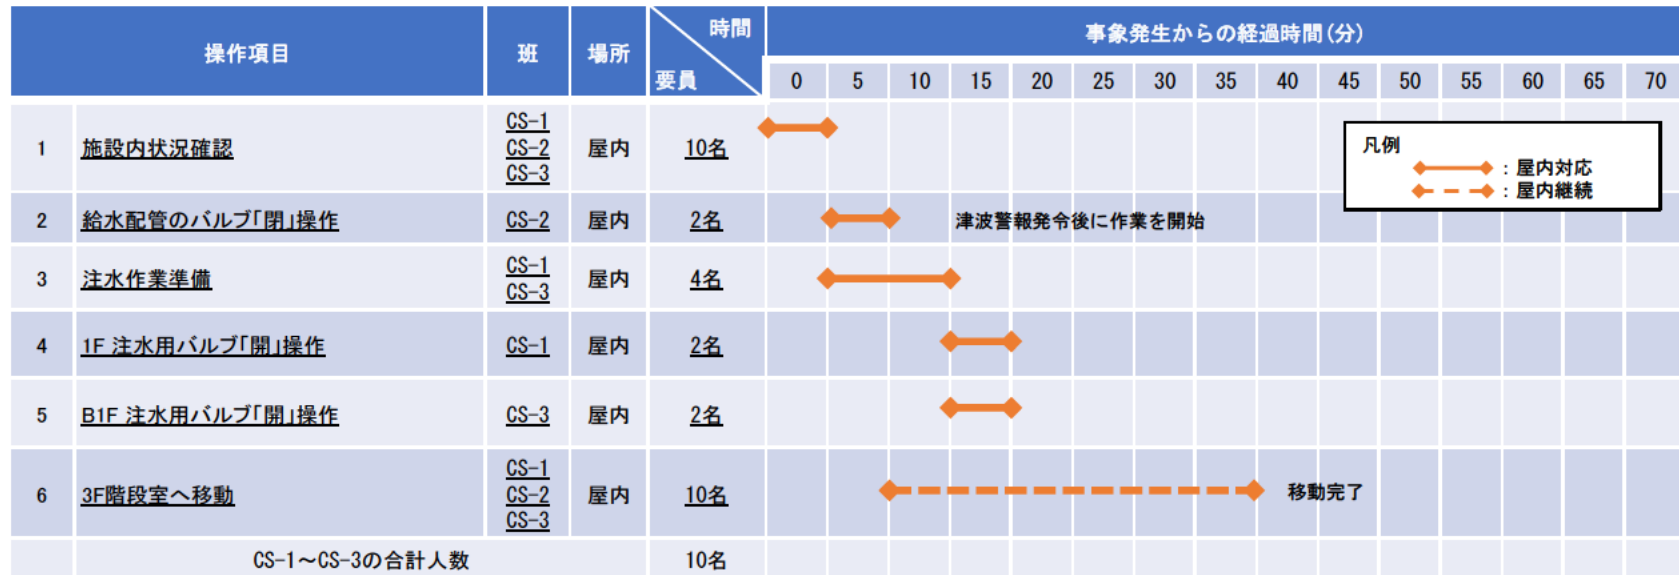 操作項目 班 場所 時間 要員 事象発生からの経過時間(分)
0 5 10 15 20 25 30 35 40 45 50 55 60 65 70
1 施設内状況確認 CS-1 CS-2 CS-3 屋内 10名
凡例
:屋内対応
:屋内継続
2 給水配管のバルブ「閉」操作 CS-2 屋内 2名 津波警報発令後に作業を開始
3 注水作業準備 CS-1 CS-3 屋内 4名
4 1F 注水用バルブ「開」操作 CS-1 屋内 2名
5 B1F 注水用バルブ「開」操作 CS-3 屋内 2名
6 3F階段室へ移動 CS-1 CS-2 CS-3 屋内 10名 移動完了
CS-1～CS-3の合計人数 10名